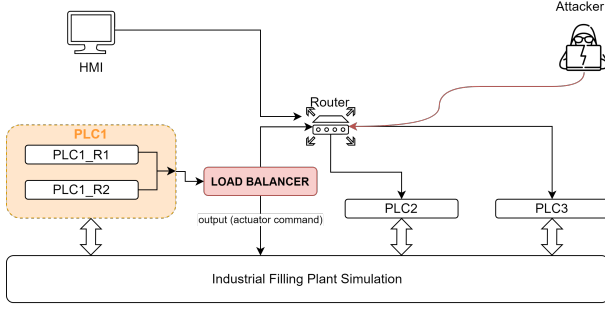 Attacker
HMI
Router
PLC1
PLC1_R1
PLC1_R2
LOAD BALANCER
output (actuator command)
PLC2
PLC3
Industrial Filling Plant Simulation